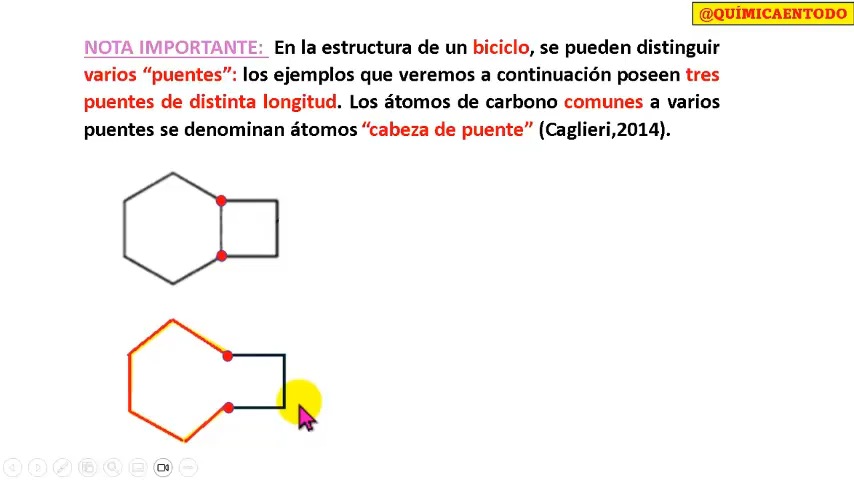 @QUÍMICAENTODO
NOTA IMPORTANTE: En la estructura de un biciclo, se pueden distinguir
varios “puentes”: los ejemplos que veremos a continuación poseen tres
puentes de distinta longitud. Los átomos de carbono comunes a varios
puentes se denominan átomos “cabeza de puente” (Caglieri,2014).